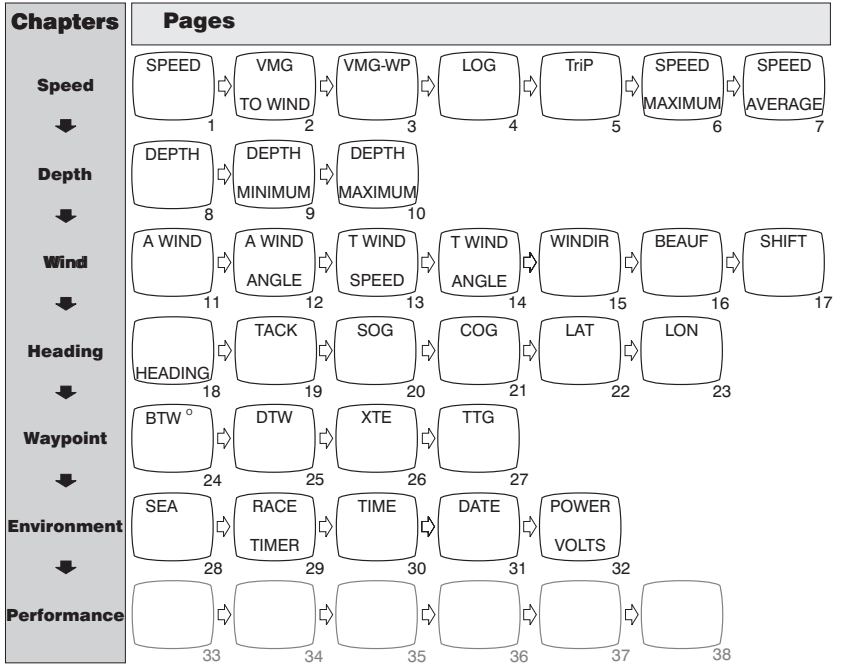 Chapters Pages
Speed
SPEED VMG VMG-WP LOG TriP SPEED SPEED
TO WIND MAXIMUM AVERAGE
1 2 3 4 5 6 7
Depth
DEPTH DEPTH DEPTH
MINIMUM MAXIMUM
8 9 10
Wind
A WIND A WIND T WIND T WIND WINDIR BEAUF SHIFT
ANGLE SPEED ANGLE
11 12 13 14 15 16 17
Heading
TACK SOG COG LAT LON
HEADING
18 19 20 21 22 23
Waypoint
BTW ° DTW XTE TTG
24 25 26 27
Environment
SEA RACE TIME DATE POWER
TIMER VOLTS
28 29 30 31 32
Performance
33 34 35 36 37 38